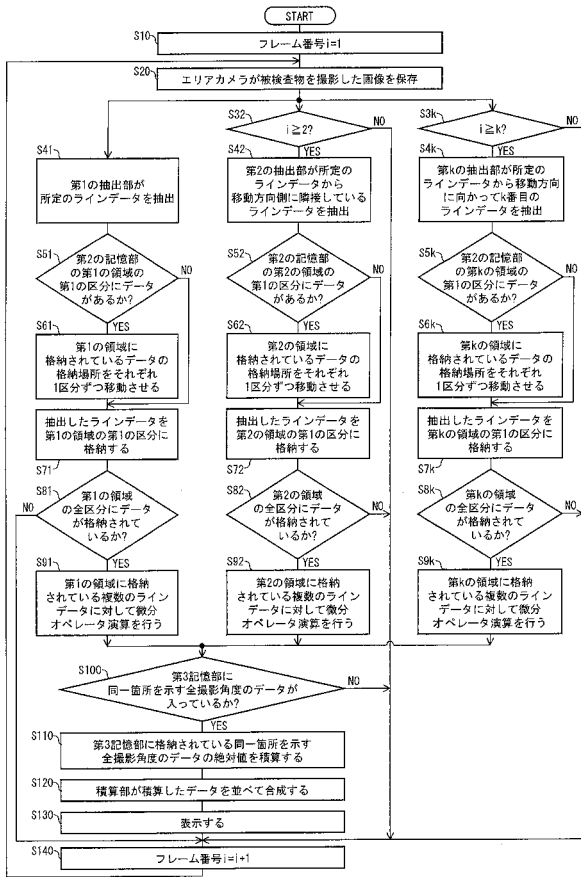 START
S10
フレーム番号i=1
S20
エリアカメラが被検査物を撮影した画像を保存
S41
第1の抽出部が
所定のラインデータを抽出
S51
第2の記憶部
の第1の領域の
第1の区分にデータ
があるか?
NO
YES
S61
第1の領域に
格納されているデータの
格納場所をそれぞれ
1区分ずつ移動させる
抽出したラインデータを
第1の領域の第1の区分に
格納する
S71
S81
NO
第1の領域
の全区分にデータ
が格納されて
いるか?
YES
S91
第1の領域に格納
されている複数のライン
データに対して微分
オペレータ演算を行う
S32
i≧2?
NO
YES
S42
第2の抽出部が所定の
ラインデータから
移動方向側に隣接している
ラインデータを抽出
S52
第2の記憶部
の第2の領域の
第1の区分にデータ
があるか?
NO
YES
S62
第2の領域に
格納されているデータの
格納場所をそれぞれ
1区分ずつ移動させる
抽出したラインデータを
第2の領域の第1の区分に
格納する
S72
S82
第2の領域
の全区分にデータ
が格納されて
いるか?
NO
YES
S92
第2の領域に格納
されている複数のライン
データに対して微分
オペレータ演算を行う
S3k
i≧k?
NO
YES
S4k
第kの抽出部が所定の
ラインデータから移動方向
に向かってk番目の
ラインデータを抽出
S5k
第2の記憶部
の第kの領域の
第1の区分にデータ
があるか?
NO
YES
S6k
第kの領域に
格納されているデータの
格納場所をそれぞれ
1区分ずつ移動させる
抽出したラインデータを
第kの領域の第1の区分に
格納する
S7k
S8k
第kの領域
の全区分にデータ
が格納されて
いるか?
NO
YES
S9k
第kの領域に格納
されている複数のライン
データに対して微分
オペレータ演算を行う
S100
第3記憶部に
同一箇所を示す全撮影角度のデータが
入っているか?
NO
YES
S110
第3記憶部に格納されている同一箇所を示す
全撮影角度のデータの絶対値を積算する
S120
積算部が積算したデータを並べて合成する
S130
表示する
S140
フレーム番号i=i+1